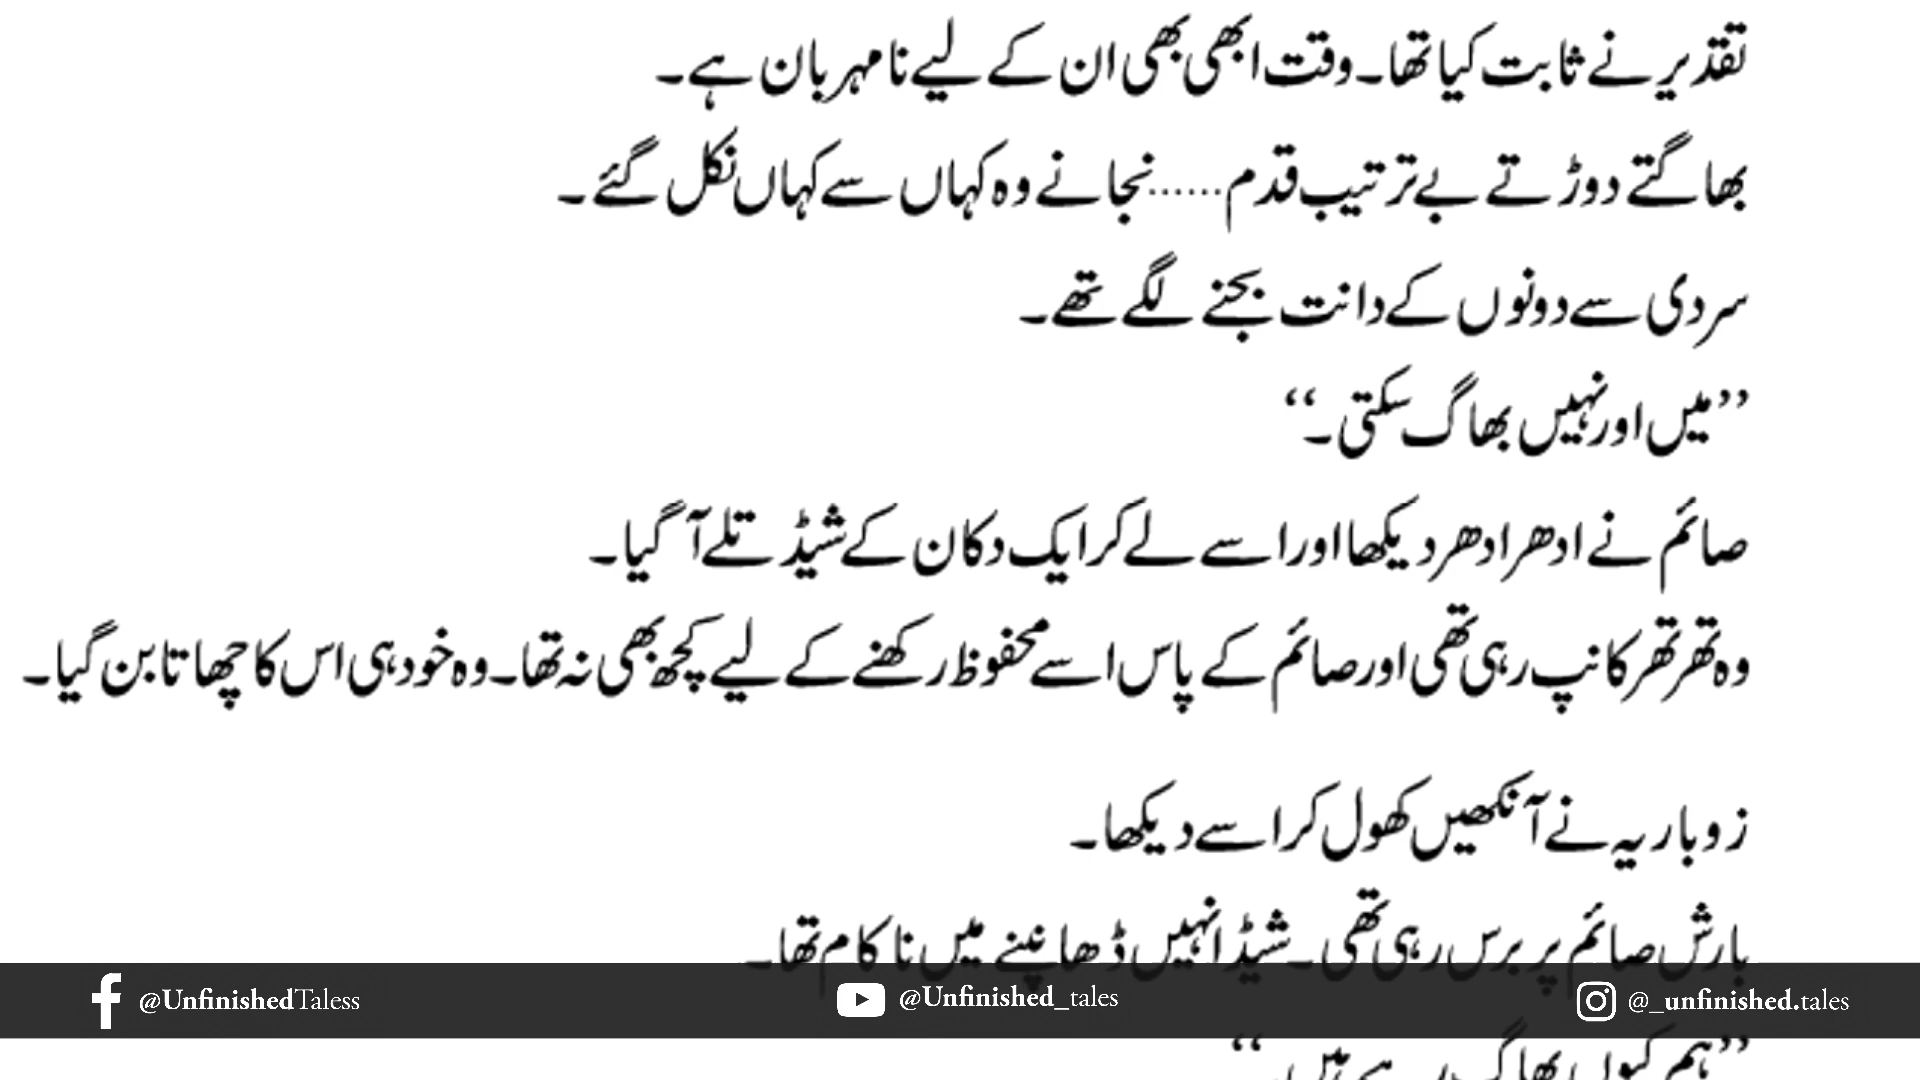 تقدیر نے ثابت کیا تھا۔ وقت ابھی بھی ان کے لیے نامہربان ہے۔
بھاگتے دوڑتے بے ترتیب قدم......نجانے وہ کہاں سے کہاں نکل گئے۔
سردی سے دونوں کے دانت بجنے لگے تھے۔
”میں اور نہیں بھاگ سکتی۔“
صائم نے ادھر ادھر دیکھا اور اسے لے کر ایک دکان کے شیڈ تلے آ گیا۔
وہ تھر تھر کانپ رہی تھی اور صائم کے پاس اسے محفوظ رکھنے کے لیے کچھ بھی نہ تھا۔ وہ خود ہی اس کا چھاتا بن گیا۔
زوباریہ نے آنکھیں کھول کر اسے دیکھا۔
بارش صائم پر برس رہی تھی۔ شیڈ انہیں ڈھانپنے میں ناکام تھا۔
@UnfinishedTaless @Unfinished_tales @_unfinished.tales
”ہم کیوں بھاگ رہے ہیں۔“